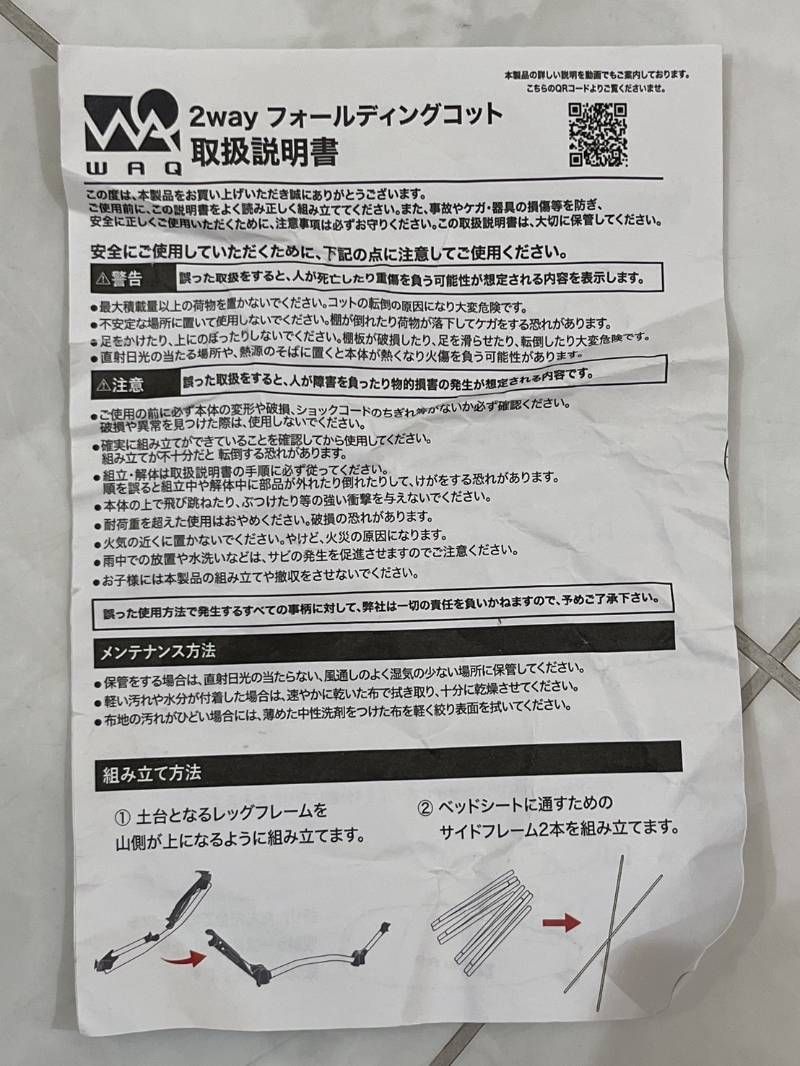 本製品の詳しい説明を動画でもご案内しております。
こちらのQRコードよりご覧くださいませ。
WAQ
2way フォールディングコット
取扱説明書
この度は、本製品をお買い上げいただき誠にありがとうございます。
ご使用前に、この説明書をよく読み正しく組み立ててください。また、事故やケガ・器具の損傷等を防ぎ、
安全に正しくご使用いただくために、注意事項は必ずお守りください。この取扱説明書は、大切に保管してください。
安全にご使用していただくために、下記の点に注意してご使用ください。
⚠警告 誤った取扱をすると、人が死亡したり重傷を負う可能性が想定される内容を表示します。
●最大積載量以上の荷物を置かないでください。コットの転倒の原因になり大変危険です。
●不安定な場所に置いて使用しないでください。棚が倒れたり荷物が落下してケガをする恐れがあります。
●足をかけたり、上にのぼったりしないでください。棚板が破損したり、足を滑らせたり、転倒したり大変危険です。
●直射日光の当たる場所や、熱源のそばに置くと本体が熱くなり火傷を負う可能性があります。
⚠注意 誤った取扱をすると、人が障害を負ったり物的損害の発生が想定される内容です。
●ご使用の前に必ず本体の変形や破損、ショックコードのちぎれ等がないか必ず確認ください。
破損や異常を見つけた際は、使用しないでください。
●確実に組み立てができていることを確認してから使用してください。
組み立てが不十分だと 転倒する恐れがあります。
●組立・解体は取扱説明書の手順に必ず従ってください。
順を誤ると組立中や解体中に部品が外れたり倒れたりして、けがをする恐れがあります。
●本体の上で飛び跳ねたり、ぶつけたり等の強い衝撃を与えないでください。
●耐荷重を超えた使用はおやめください。破損の恐れがあります。
●火気の近くに置かないでください。やけど、火災の原因になります。
●雨中での放置や水洗いなどは、サビの発生を促進させますのでご注意ください。
●お子様には本製品の組み立てや撤収をさせないでください。
誤った使用方法で発生するすべての事柄に対して、弊社は一切の責任を負いかねますので、予めご了承下さい。
メンテナンス方法
●保管をする場合は、直射日光の当たらない、風通しのよく湿気の少ない場所に保管してください。
●軽い汚れや水分が付着した場合は、速やかに乾いた布で拭き取り、十分に乾燥させてください。
●布地の汚れがひどい場合には、薄めた中性洗剤をつけた布を軽く絞り表面を拭いてください。
組み立て方法
① 土台となるレッグフレームを
山側が上になるように組み立てます。
② ベッドシートに通すための
サイドフレーム2本を組み立てます。